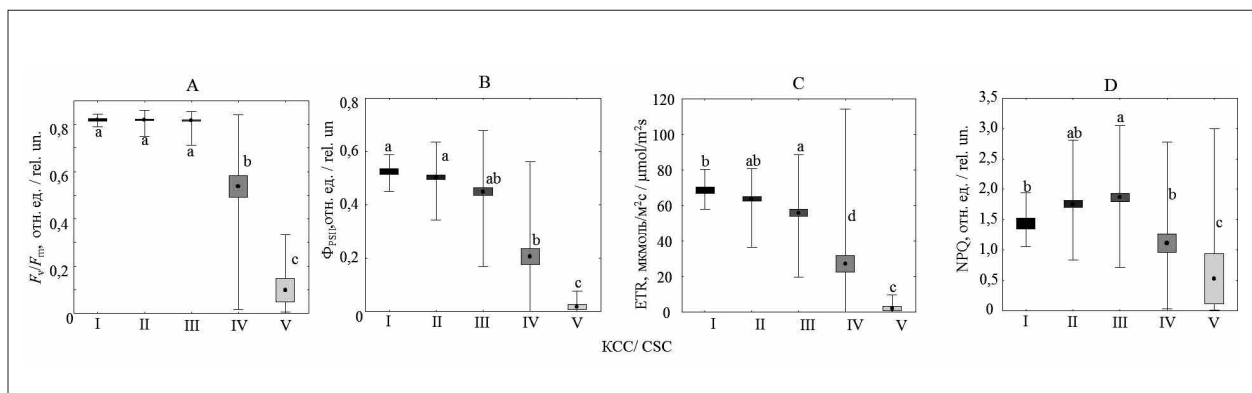 A
F_v/F_m, отн. ед. / rel. un.
0,8
0,6
0,4
0,2
0
a
a
a
b
c
I II III IV V
B
Φ_PSII, отн. ед. / rel. un
0,8
0,6
0,4
0,2
0
a
a
ab
b
c
I II III IV V
C
ETR, мкмоль/м²с / μmol/m²s
120
100
80
60
40
20
0
b
ab
a
d
c
I II III IV V
D
NPQ, отн. ед. / rel. un.
3,5
3,0
2,5
2,0
1,5
1,0
0,5
0
b
ab
a
b
c
I II III IV V
КСС/ CSC